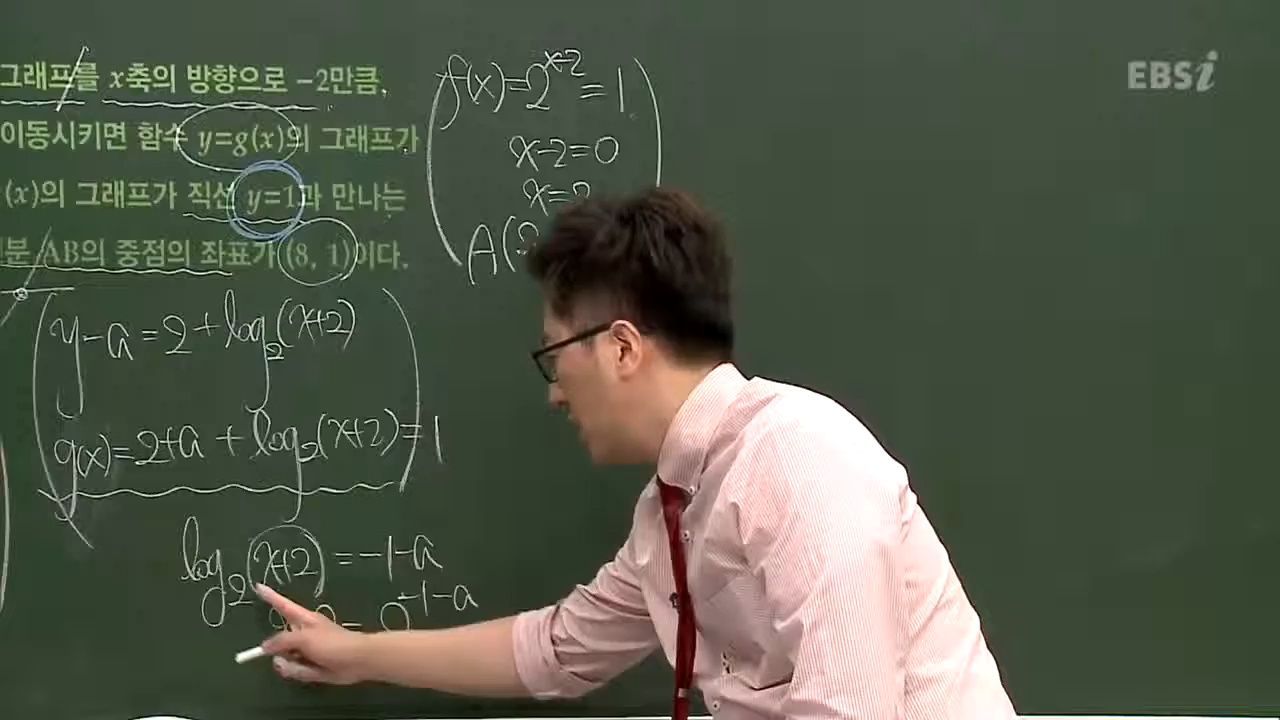 그래프를 x축의 방향으로 -2만큼,
이동시키면 함수 y=g(x)의 그래프가
(x)의 그래프가 직선 y=1과 만나는
분 AB의 중점의 좌표가 (8, 1)이다.
f(x)=2^{x-2}=1
x-2=0
x=2
A(2
EBSi
y-a=2+log₂(x+2)
g(x)=2+a+log₂(x+2)=1
log₂(x+2)=-1-a
=2^{-1-a}